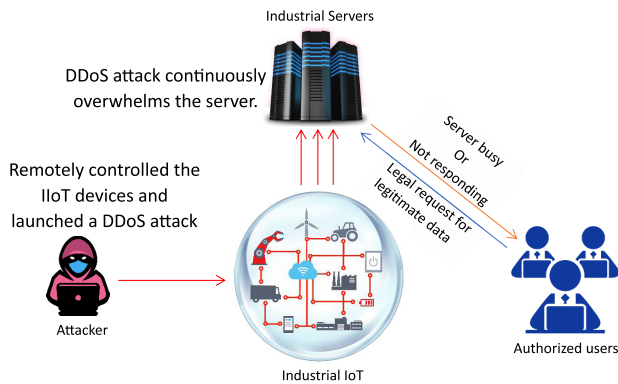 Industrial Servers
DDoS attack continuously
overwhelms the server.
Server busy
Or
Not responding
Legal request for
legitimate data
Remotely controlled the
IIoT devices and
launched a DDoS attack
Attacker
Industrial IoT
Authorized users